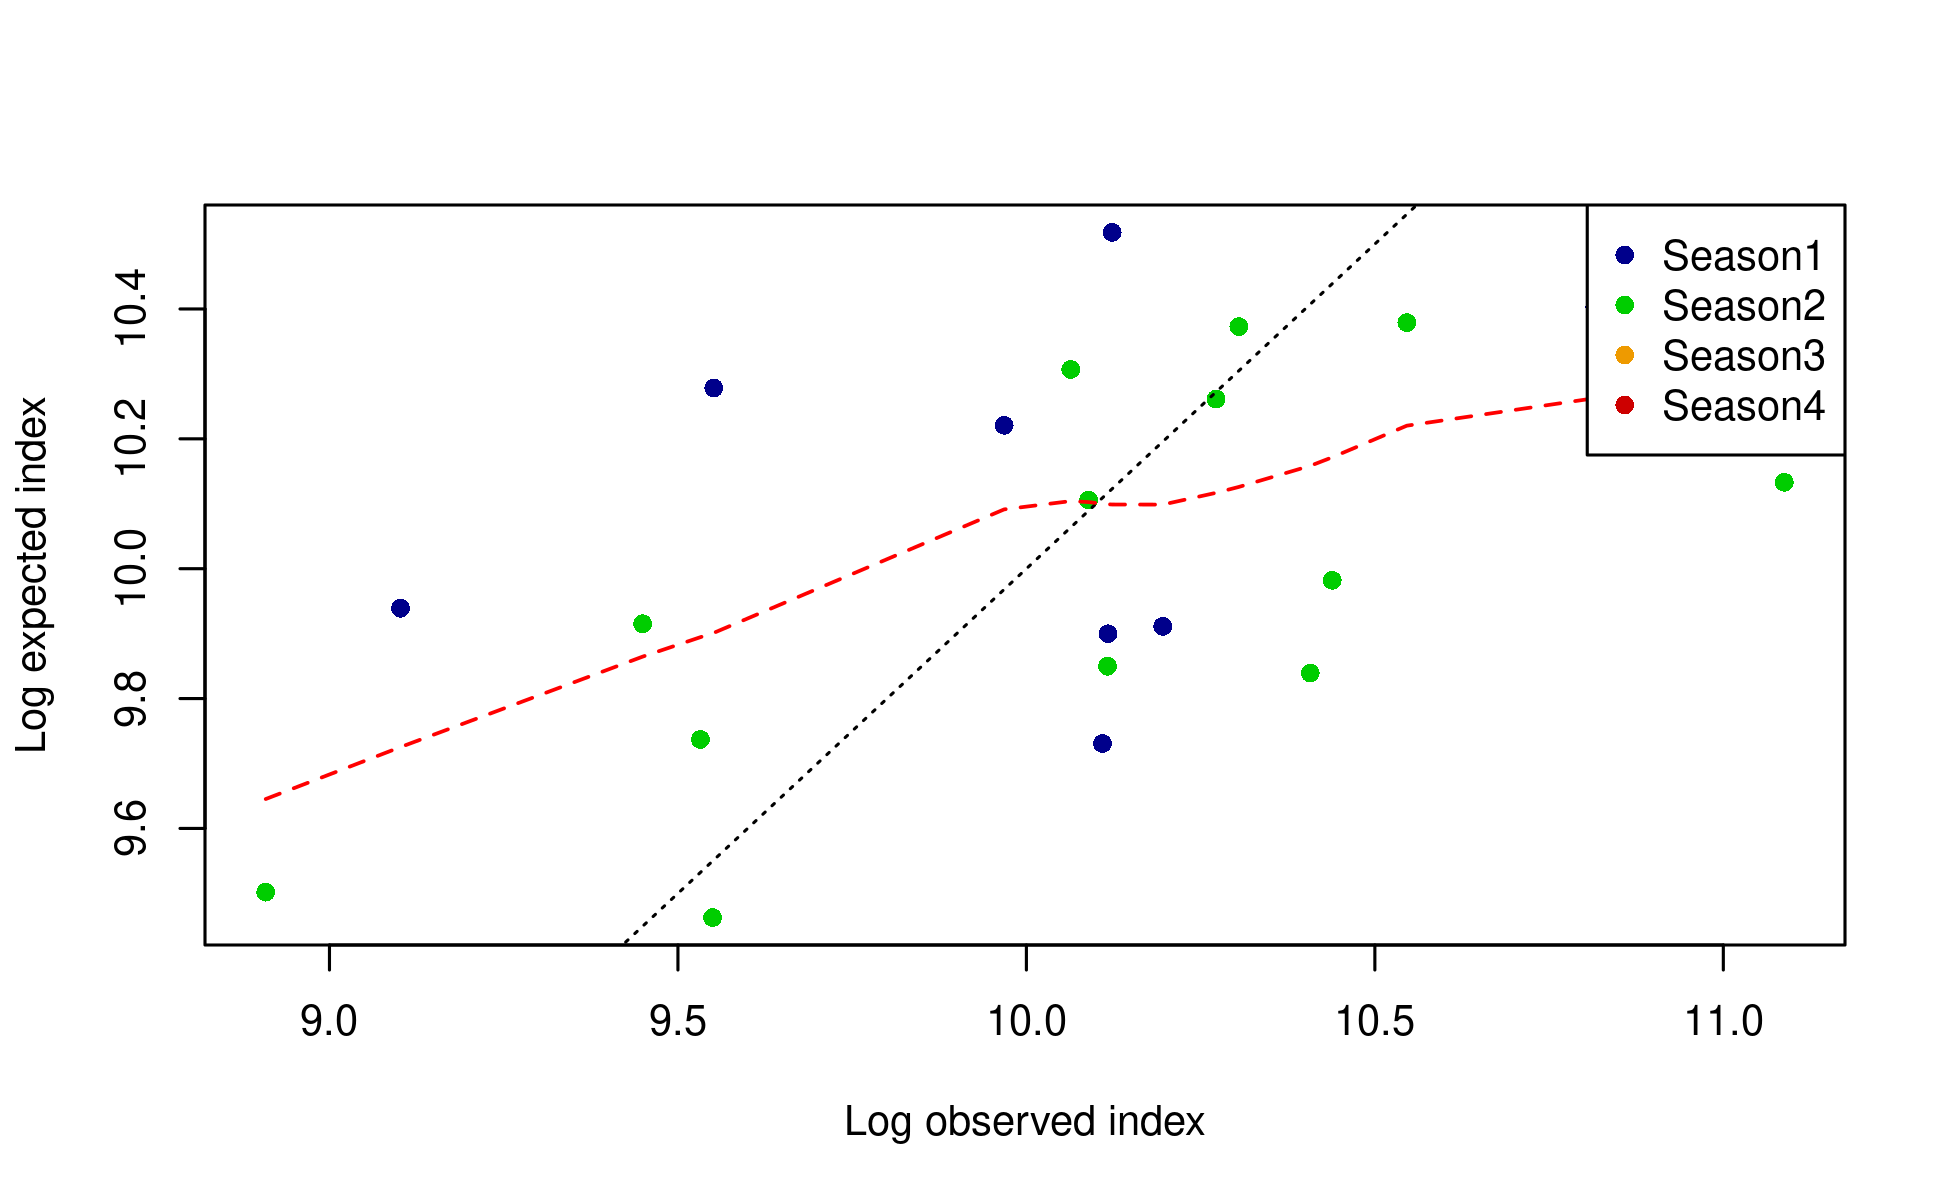 Season1
Season2
Season3
Season4
Log expected index
10.4
10.2
10.0
9.8
9.6
9.0 9.5 10.0 10.5 11.0
Log observed index